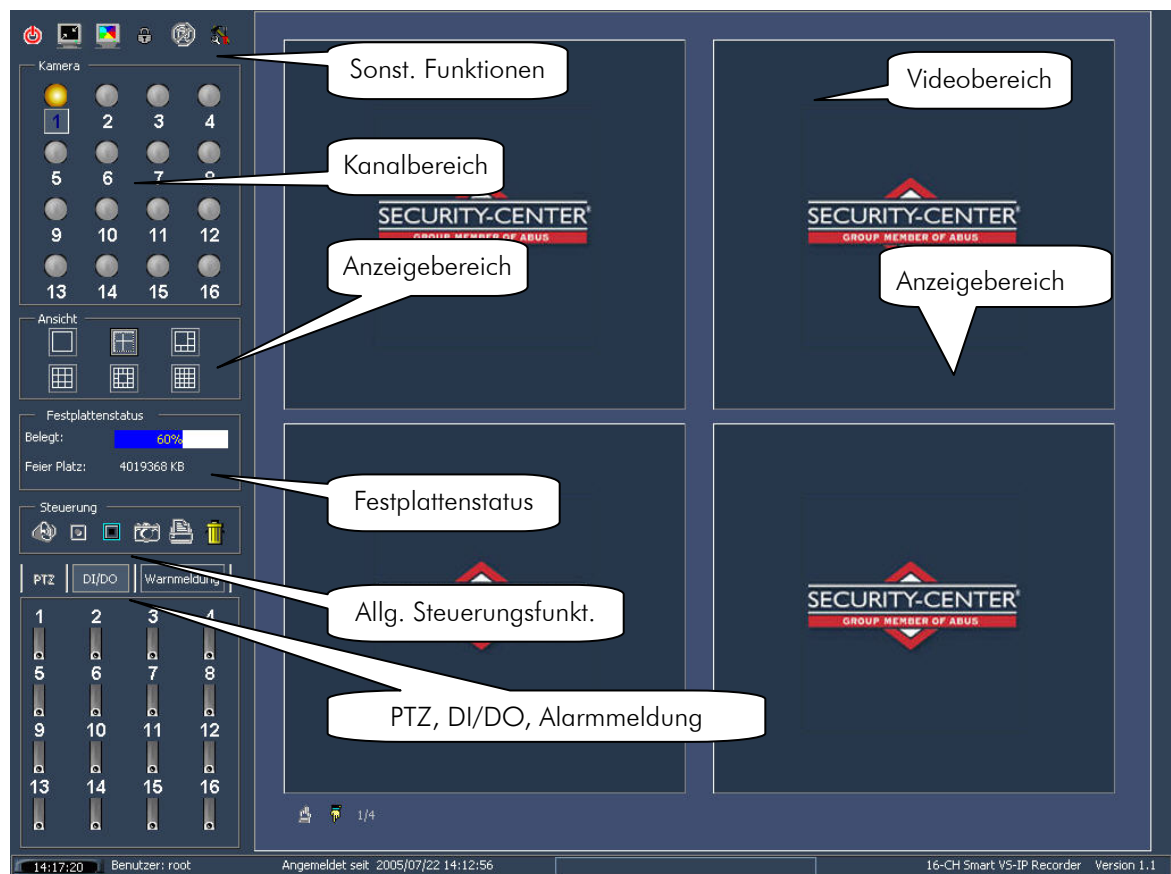 Sonst. Funktionen
Videobereich
Kamera
1 2 3 4
Kanalbereich
5 6 7 8
SECURITY-CENTER®
GROUP MEMBER OF ABUS
SECURITY-CENTER®
GROUP MEMBER OF ABUS
9 10 11 12
Anzeigebereich
Anzeigebereich
13 14 15 16
Ansicht
Festplattenstatus
Belegt: 60%
Feier Platz: 4019368 KB
Festplattenstatus
Steuerung
PTZ DI/DO Warnmeldung
Allg. Steuerungsfunkt.
SECURITY-CENTER®
GROUP MEMBER OF ABUS
1 2 3 4
5 6 7 8
PTZ, DI/DO, Alarmmeldung
9 10 11 12
13 14 15 16
1/4
14:17:20 Benutzer: root Angemeldet seit 2005/07/22 14:12:56 16-CH Smart VS-IP Recorder Version 1.1